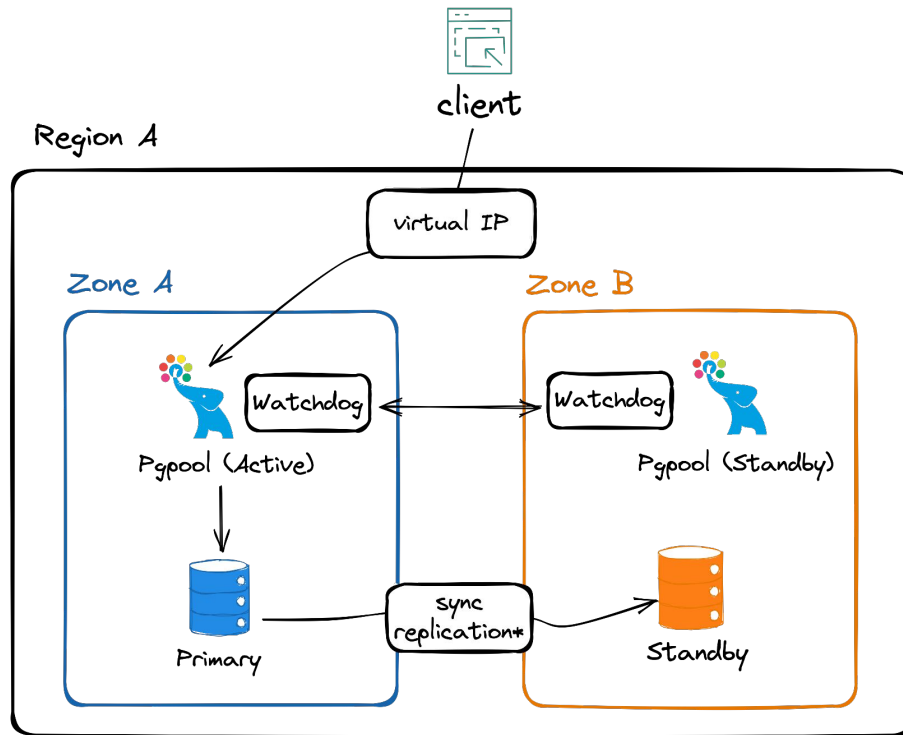 client
Region A
virtual IP
Zone A
Zone B
Watchdog
Watchdog
Pgpool (Active)
Pgpool (Standby)
sync
replication*
Primary
Standby